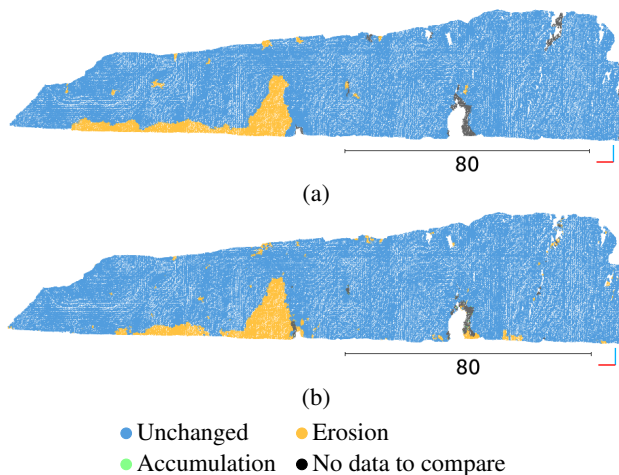 80
(a)
80
(b)
Unchanged Erosion
Accumulation No data to compare